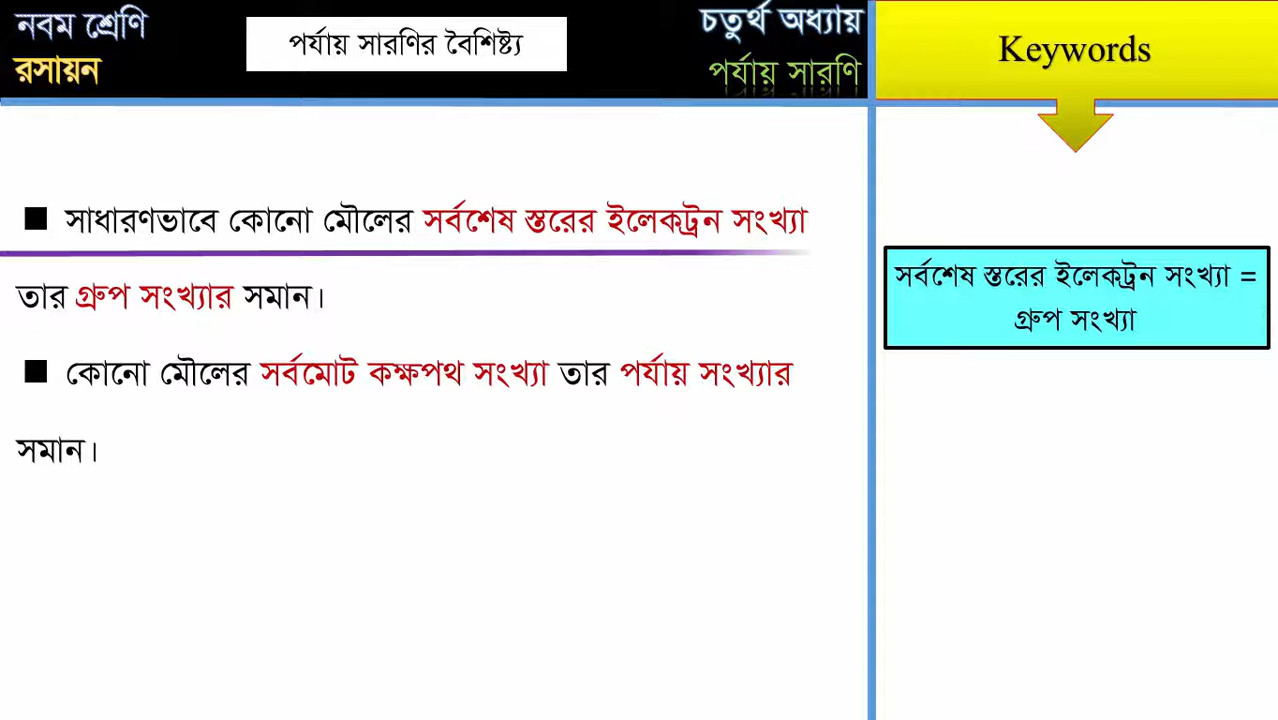 নবম শ্রেণি
রসায়ন
পর্যায় সারণির বৈশিষ্ট্য
চতুর্থ অধ্যায়
পর্যায় সারণি
Keywords
■ সাধারণভাবে কোনো মৌলের সর্বশেষ স্তরের ইলেকট্রন সংখ্যা
তার গ্রুপ সংখ্যার সমান।
■ কোনো মৌলের সর্বমোট কক্ষপথ সংখ্যা তার পর্যায় সংখ্যার
সমান।
সর্বশেষ স্তরের ইলেকট্রন সংখ্যা =
গ্রুপ সংখ্যা